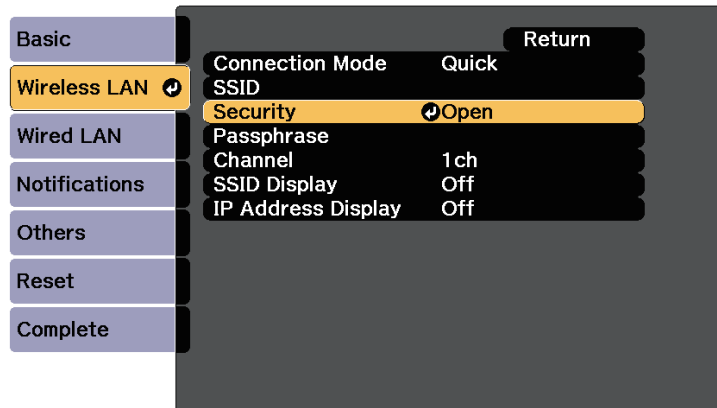 Basic
Wireless LAN
Wired LAN
Notifications
Others
Reset
Complete
Return
Connection Mode Quick
SSID
Security Open
Passphrase
Channel 1ch
SSID Display Off
IP Address Display Off